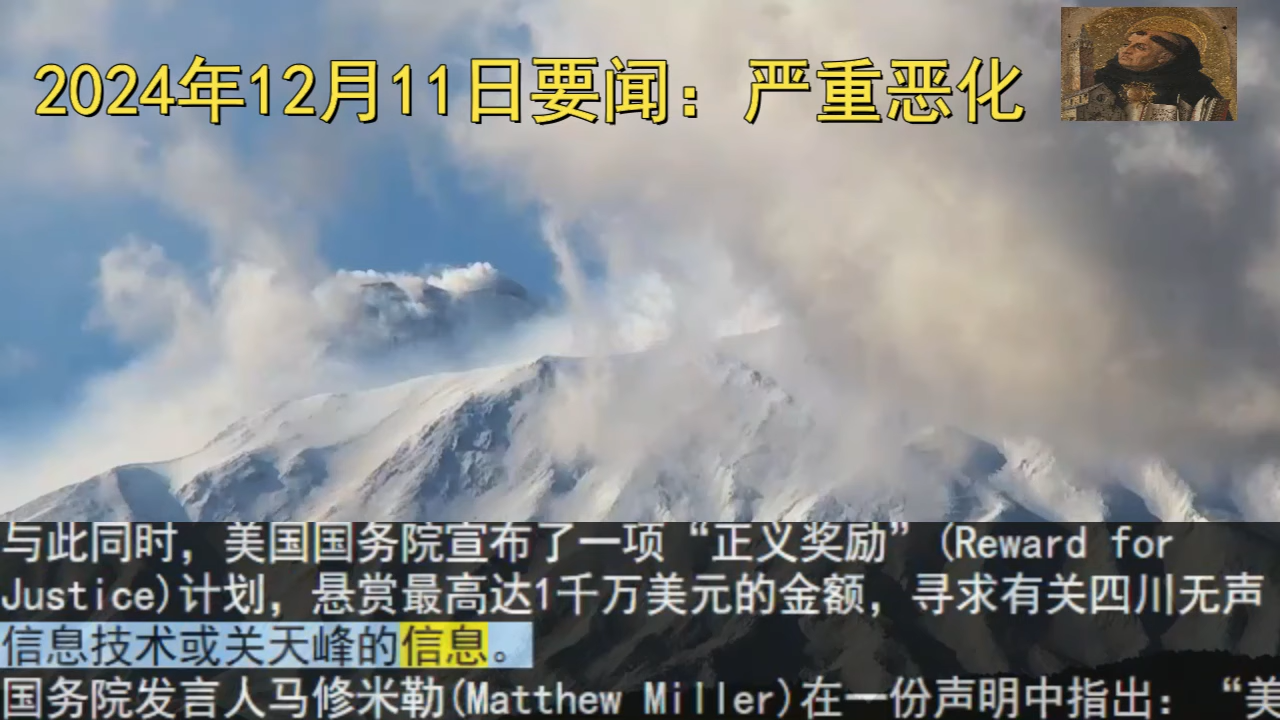 2024年12月11日要闻：严重恶化
与此同时，美国国务院宣布了一项“正义奖励”(Reward for
Justice)计划，悬赏最高达1千万美元的金额，寻求有关四川无声
信息技术或关天峰的信息。
国务院发言人马修米勒(Matthew Miller)在一份声明中指出：“美